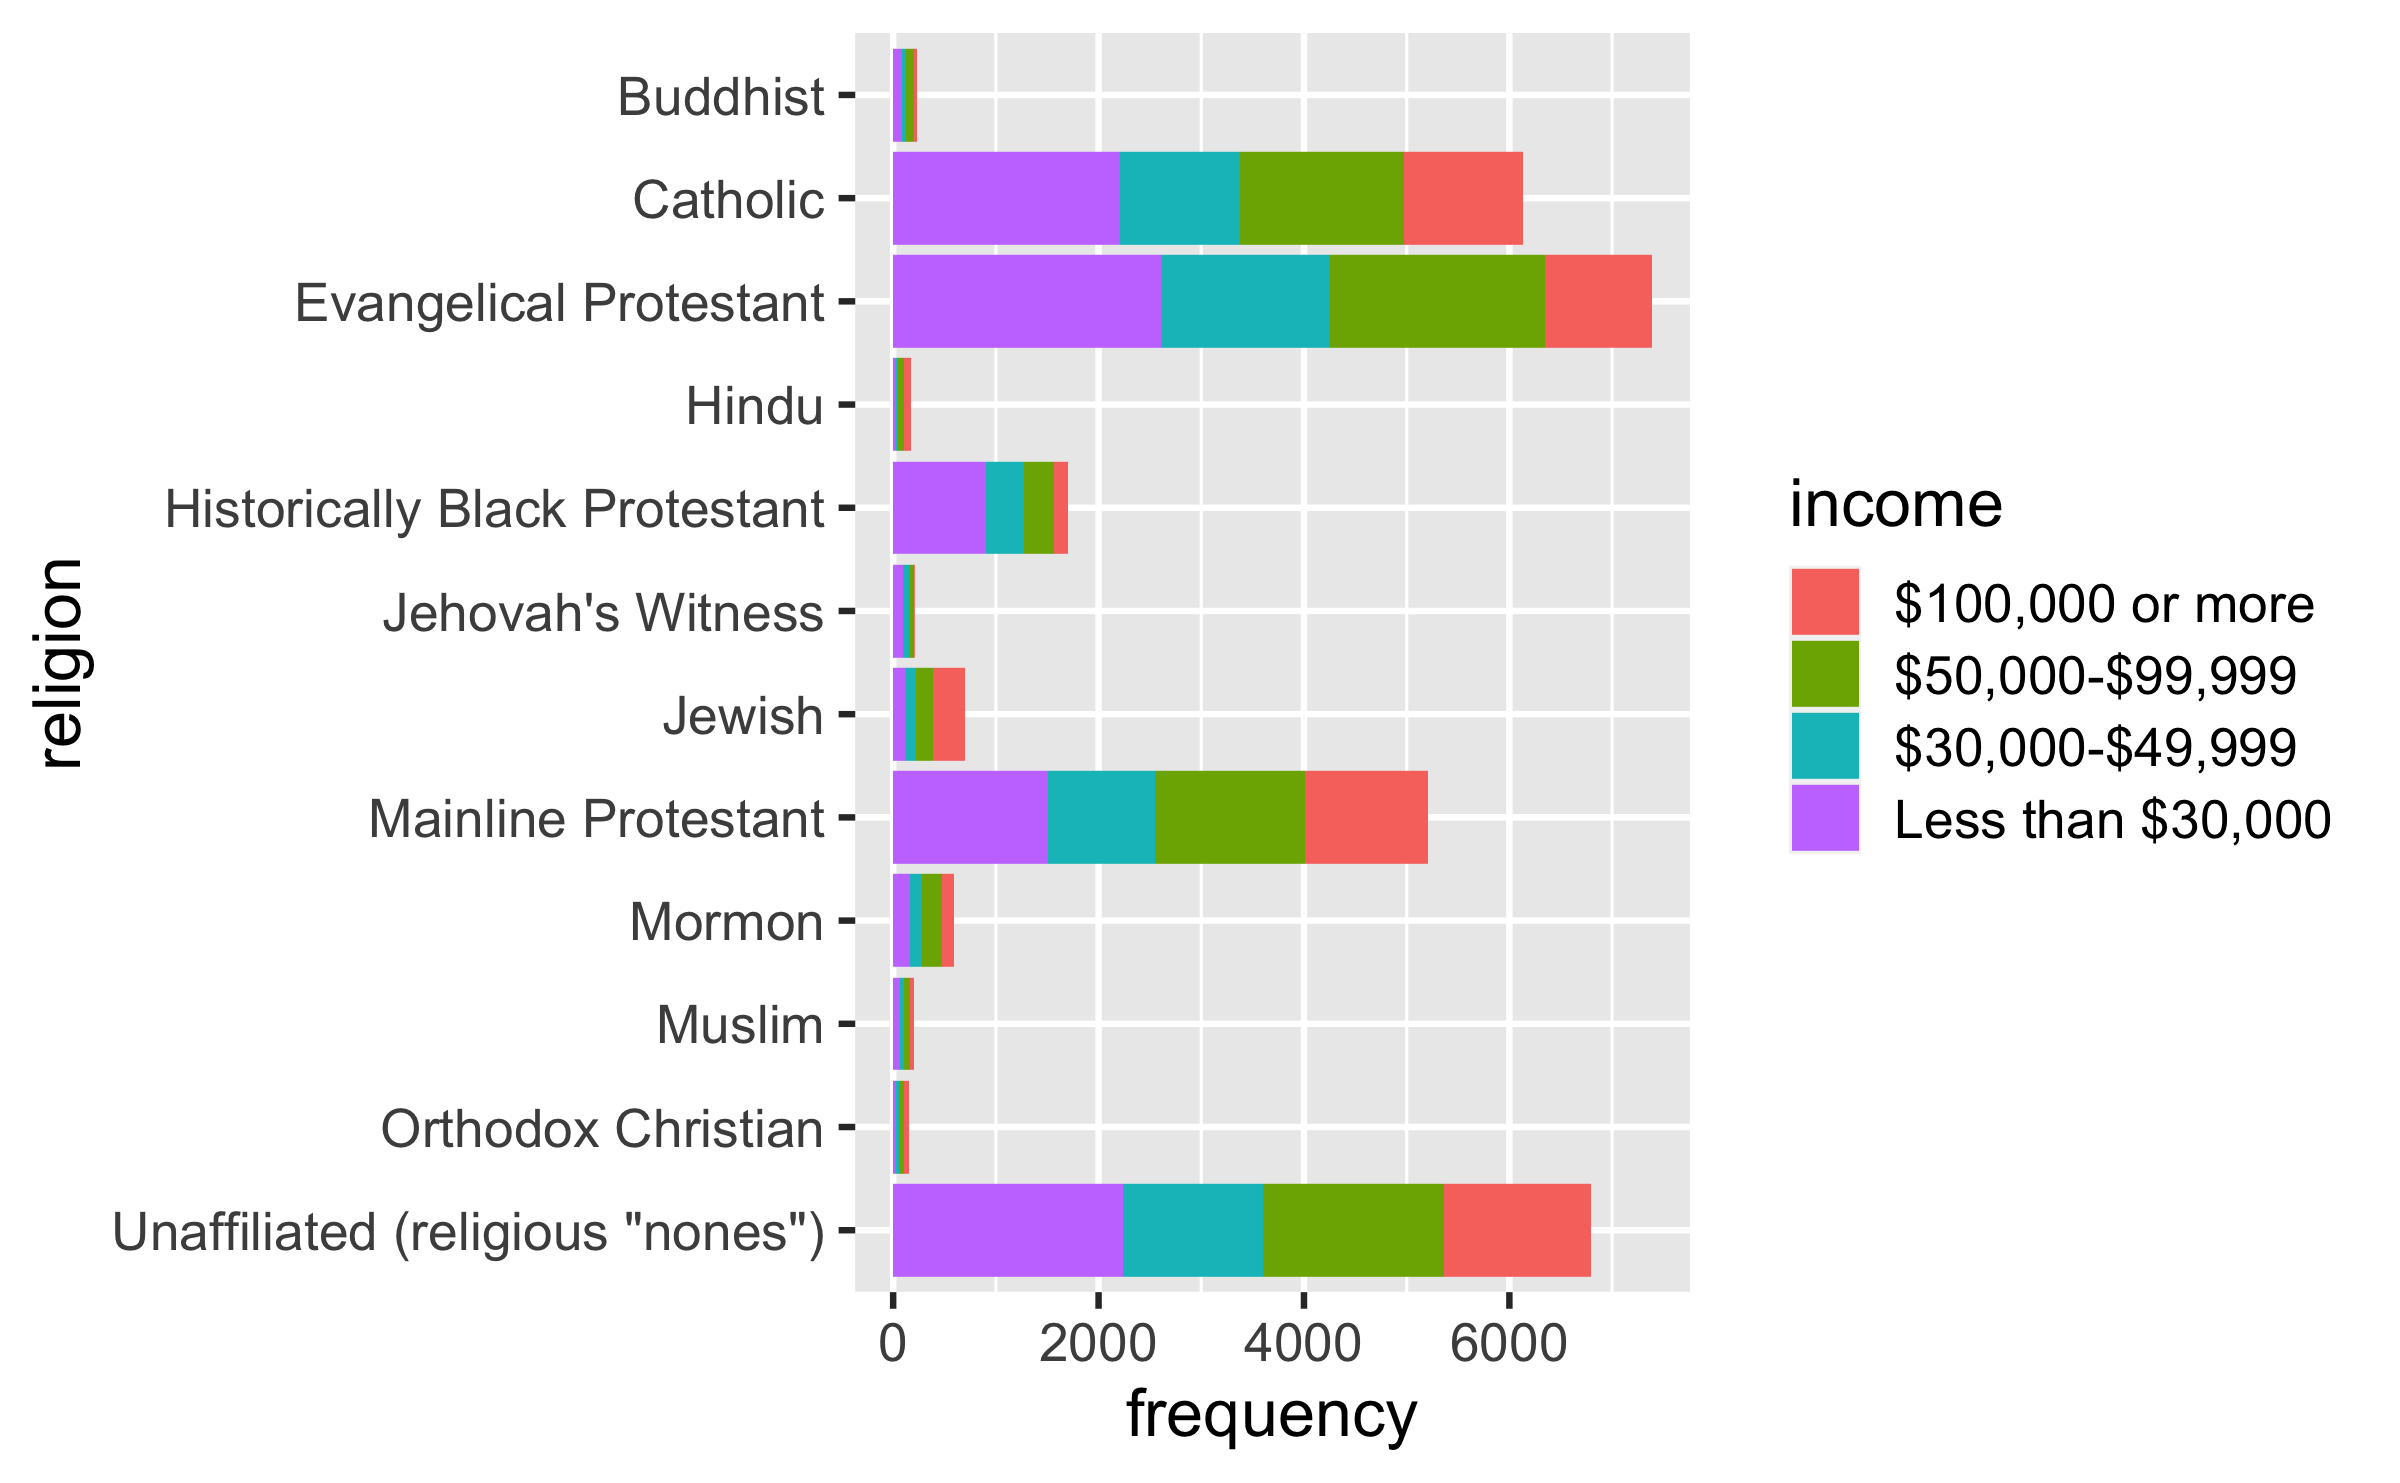 religion
Buddhist
Catholic
Evangelical Protestant
Hindu
Historically Black Protestant
Jehovah's Witness
Jewish
Mainline Protestant
Mormon
Muslim
Orthodox Christian
Unaffiliated (religious "nones")
0 2000 4000 6000
frequency
income
$100,000 or more
$50,000-$99,999
$30,000-$49,999
Less than $30,000